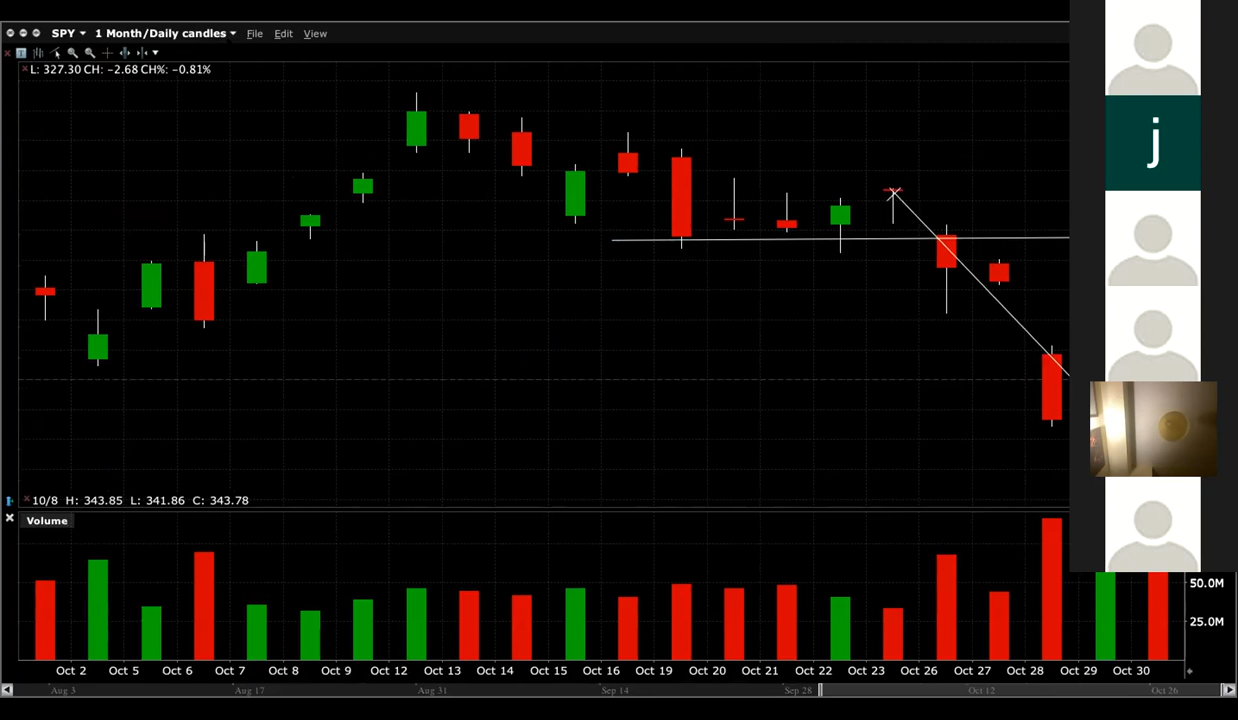 SPY 1 Month/Daily candles File Edit View
L: 327.30 CH: −2.68 CH%: −0.81%
j
10/8 H: 343.85 L: 341.86 C: 343.78
Volume
50.0M
25.0M
Oct 2 Oct 5 Oct 6 Oct 7 Oct 8 Oct 9 Oct 12 Oct 13 Oct 14 Oct 15 Oct 16 Oct 19 Oct 20 Oct 21 Oct 22 Oct 23 Oct 26 Oct 27 Oct 28 Oct 29 Oct 30
Aug 3 Aug 17 Aug 31 Sep 14 Sep 28 Oct 12 Oct 26